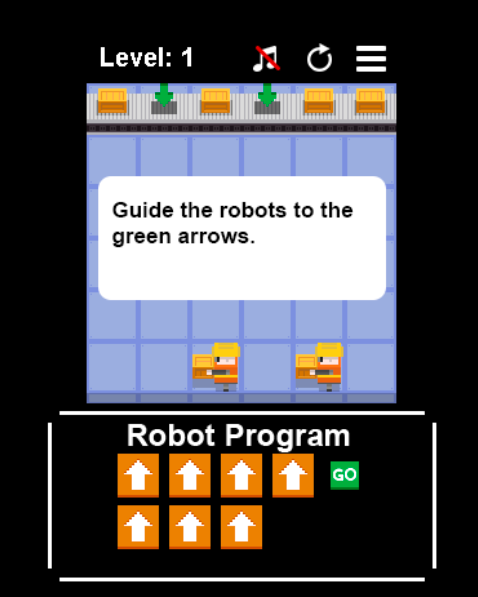 Level: 1
Guide the robots to the
green arrows.
Robot Program
GO